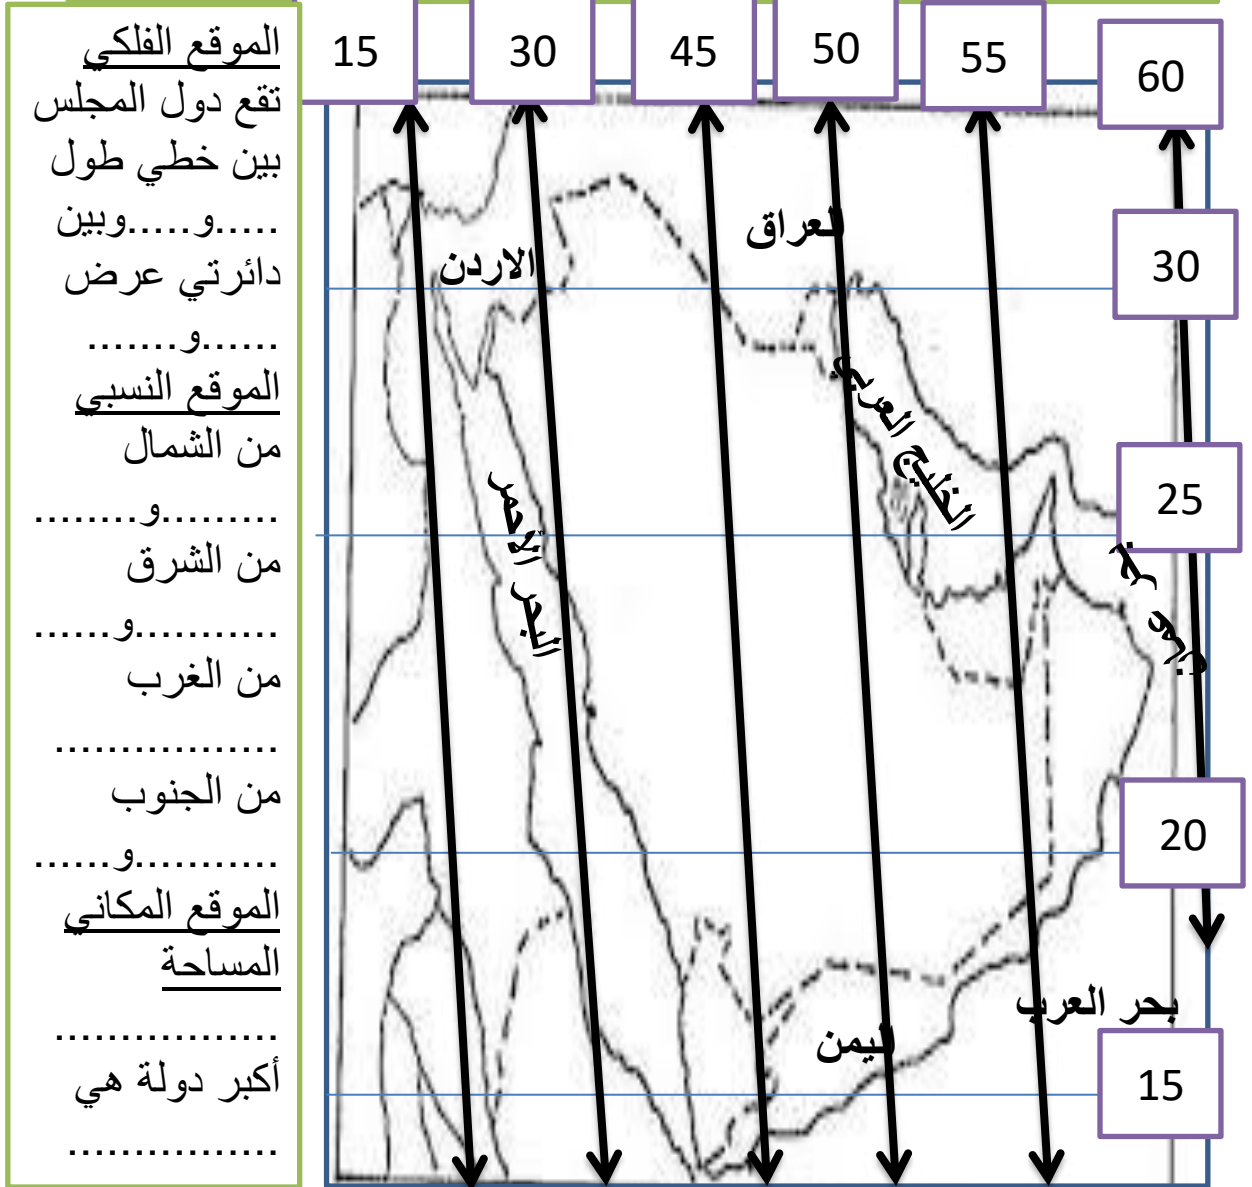 الموقع الفلكي
تقع دول المجلس
بين خطي طول
.....و.....وبين
دائرتي عرض
......و.......
الموقع النسبي
من الشمال
.........و........
من الشرق
...........و......
من الغرب
.................
من الجنوب
...........و......
الموقع المكاني
المساحة
.................
أكبر دولة هي
................
15
30
45
50
55
60
30
25
20
15
العراق
الاردن
الخليج العربي
البحر الأحمر
بحر العرب
اليمن